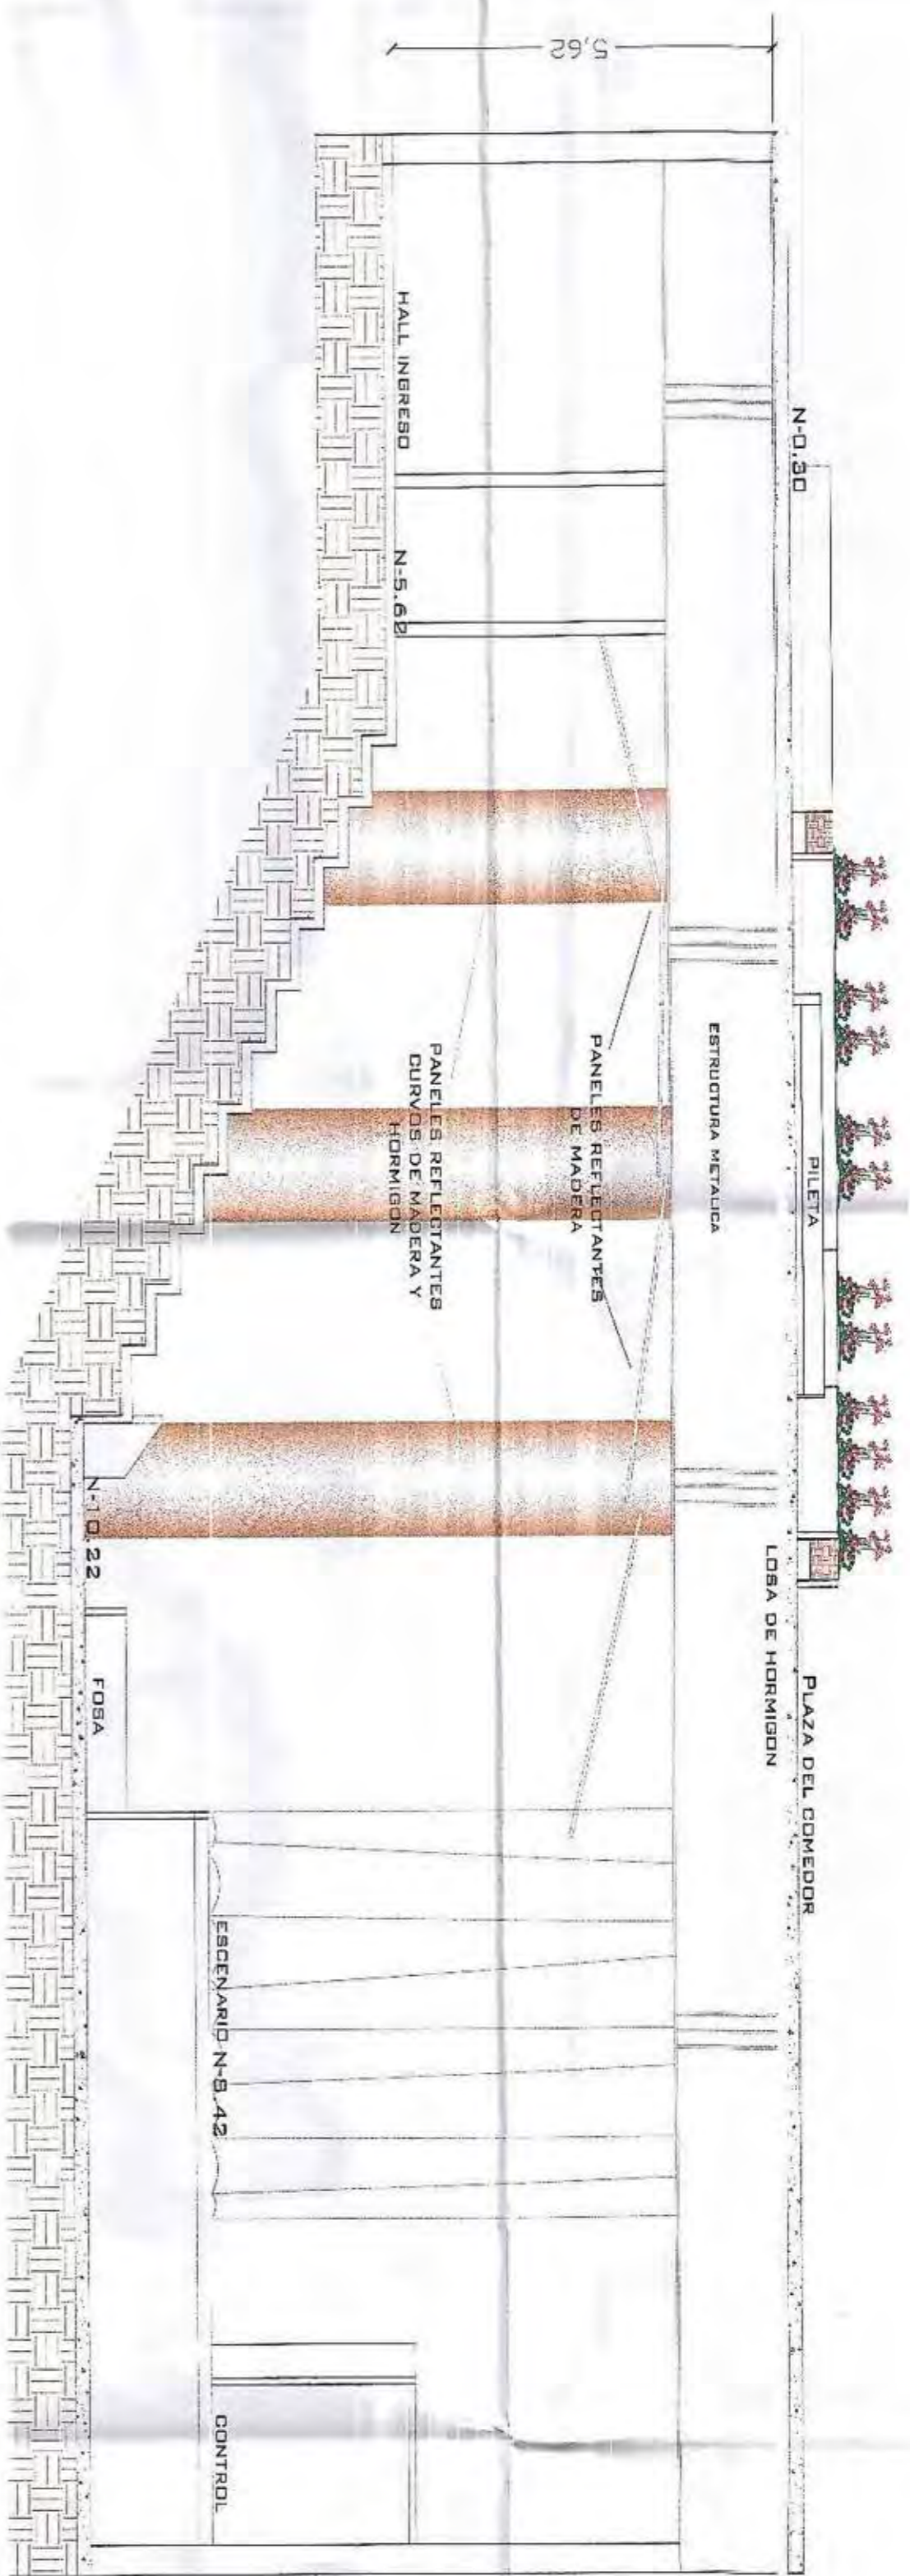 5,62
N-0.30
PILETA
PLAZA DEL COMEDOR
LOSA DE HORMIGON
ESTRUCTURA METALICA
PANELES REFLECTANTES
DE MADERA
PANELES REFLECTANTES
CURVOS DE MADERA Y
HORMIGON
HALL INGRESO
N-5.62
N-10.22
FOSA
ESCENARIO N-8.42
CONTROL